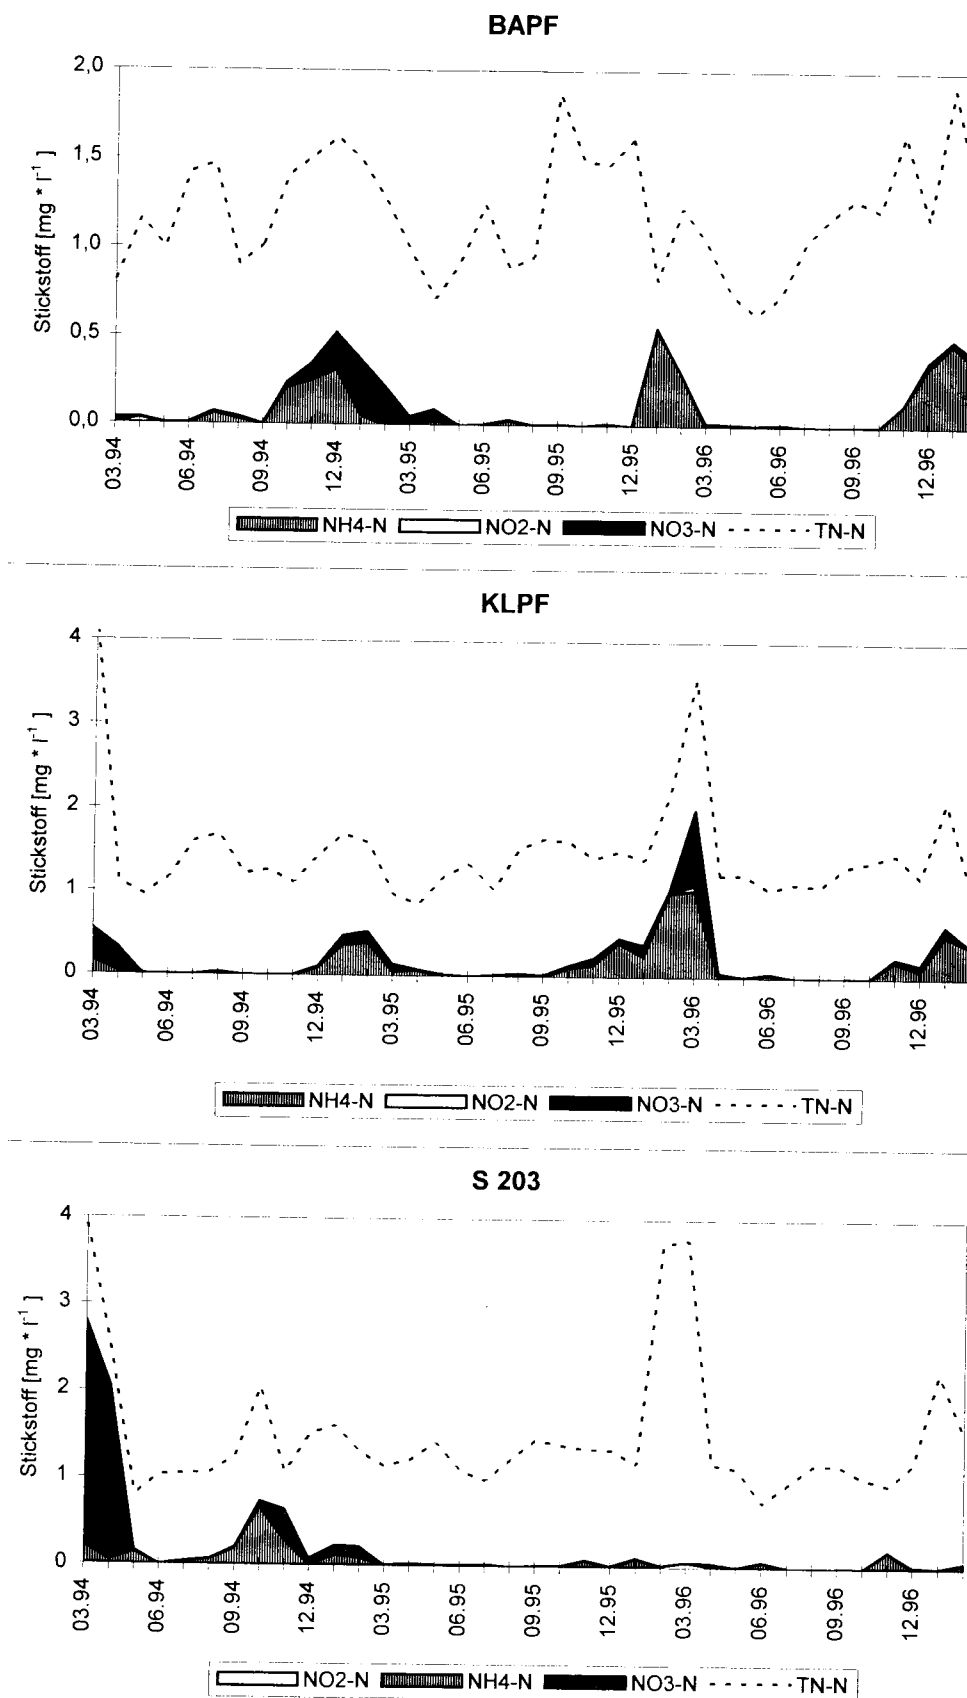 BAPF
Stickstoff [mg * l⁻¹ ]
2,0
1,5
1,0
0,5
0,0
03.94 06.94 09.94 12.94 03.95 06.95 09.95 12.95 03.96 06.96 09.96 12.96
NH4-N NO2-N NO3-N TN-N
KLPF
Stickstoff [mg * l⁻¹ ]
4
3
2
1
0
03.94 06.94 09.94 12.94 03.95 06.95 09.95 12.95 03.96 06.96 09.96 12.96
NH4-N NO2-N NO3-N TN-N
S 203
Stickstoff [mg * l⁻¹ ]
4
3
2
1
0
03.94 06.94 09.94 12.94 03.95 06.95 09.95 12.95 03.96 06.96 09.96 12.96
NO2-N NH4-N NO3-N TN-N